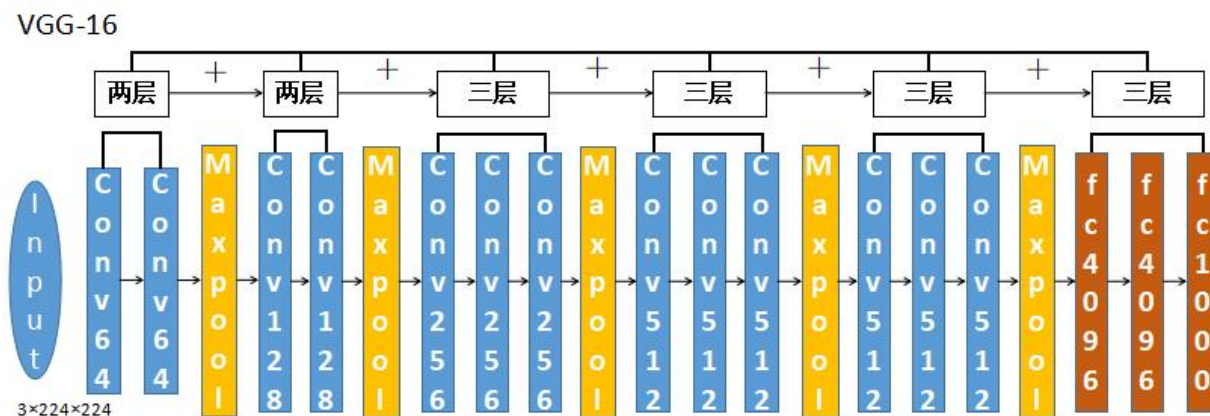 VGG-16
两层 + 两层 + 三层 + 三层 + 三层 + 三层
Input
Conv64
Conv64
Maxpool
Conv128
Conv128
Maxpool
Conv256
Conv256
Conv256
Maxpool
Conv512
Conv512
Conv512
Maxpool
Conv512
Conv512
Conv512
Maxpool
fc4096
fc4096
fc1000
3×224×224